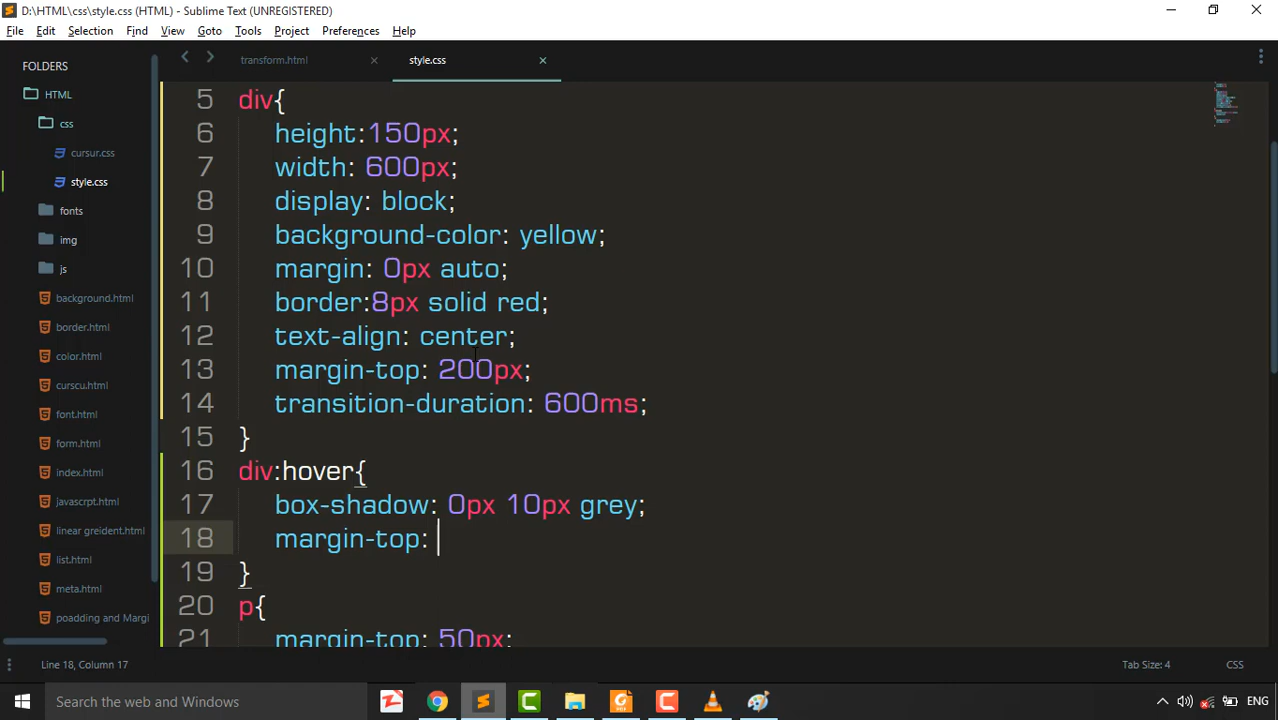 D:\HTML\css\style.css (HTML) - Sublime Text (UNREGISTERED)
File Edit Selection Find View Goto Tools Project Preferences Help
FOLDERS
HTML
css
cursur.css
style.css
fonts
img
js
background.html
border.html
color.html
curscu.html
font.html
form.html
index.html
javascrpt.html
linear greident.html
list.html
meta.html
poadding and Margi
transform.html
style.css
5 div{
6 height:150px;
7 width: 600px;
8 display: block;
9 background-color: yellow;
10 margin: 0px auto;
11 border:8px solid red;
12 text-align: center;
13 margin-top: 200px;
14 transition-duration: 600ms;
15 }
16 div:hover{
17 box-shadow: 0px 10px grey;
18 margin-top:
19 }
20 p{
21 margin-top: 50px;
Line 18, Column 17
Tab Size: 4
CSS
Search the web and Windows
ENG